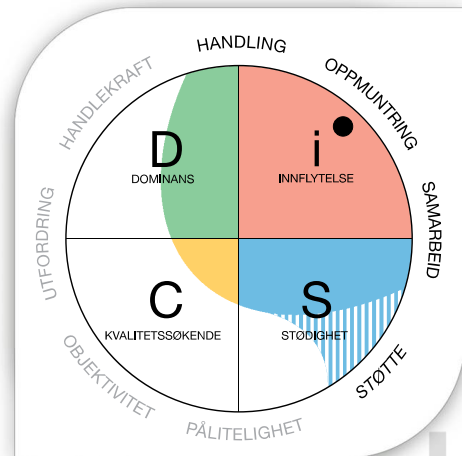 HANDLING
OPPMUNTRING
SAMARBEID
STØTTE
PÅLITELIGHET
OBJEKTIVITET
UTFORDRING
HANDLEKRAFT
D
DOMINANS
i
INNFLYTELSE
C
KVALITETSSØKENDE
S
STØDIGHET